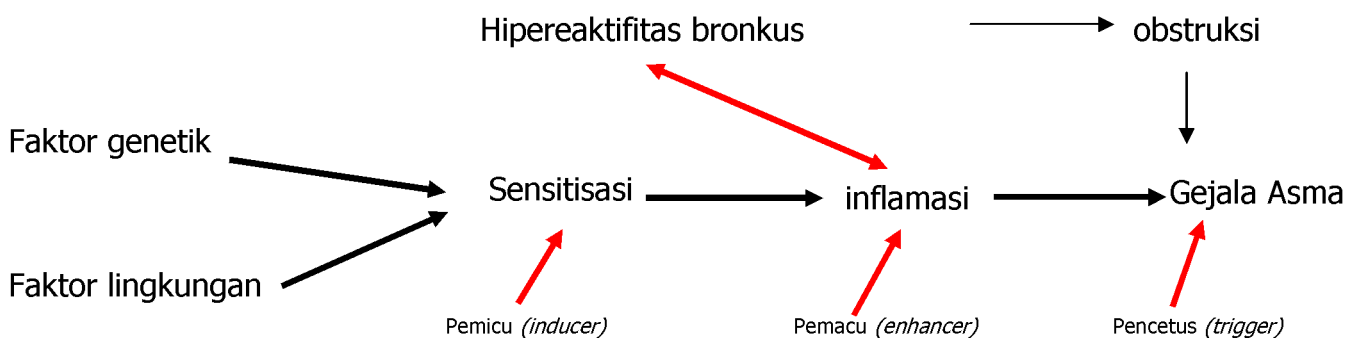 Hipereaktifitas bronkus
obstruksi
Faktor genetik
Sensitisasi
inflamasi
Gejala Asma
Faktor lingkungan
Pemicu (inducer)
Pemacu (enhancer)
Pencetus (trigger)